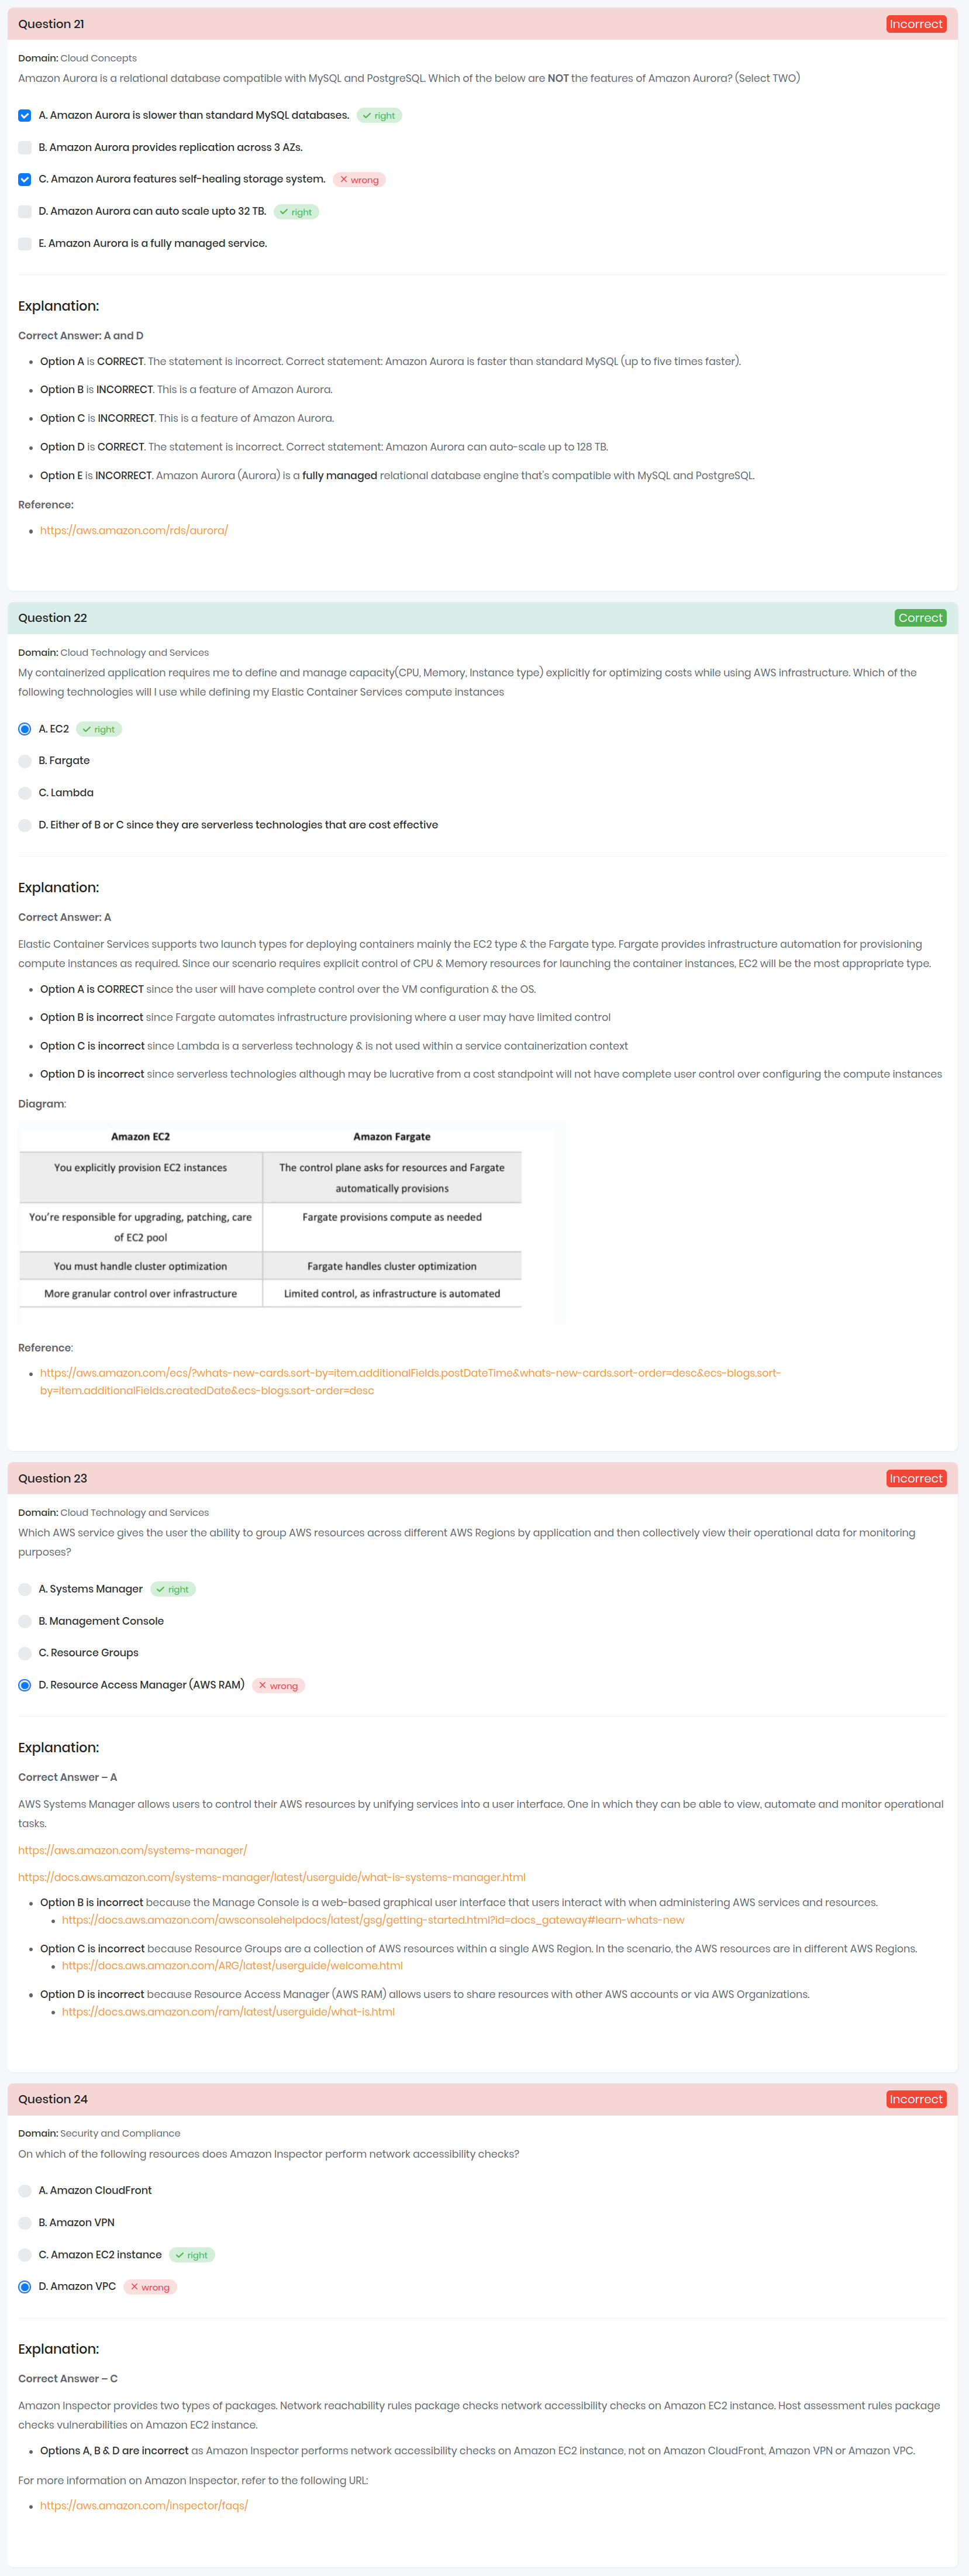 Question 21
Incorrect
Domain: Cloud Concepts
Amazon Aurora is a relational database compatible with MySQL and PostgreSQL. Which of the below are NOT the features of Amazon Aurora? (Select TWO)
A. Amazon Aurora is slower than standard MySQL databases. right
B. Amazon Aurora provides replication across 3 AZs.
C. Amazon Aurora features self-healing storage system. wrong
D. Amazon Aurora can auto scale upto 32 TB. right
E. Amazon Aurora is a fully managed service.
Explanation:
Correct Answer: A and D
Option A is CORRECT. The statement is incorrect. Correct statement: Amazon Aurora is faster than standard MySQL (up to five times faster).
Option B is INCORRECT. This is a feature of Amazon Aurora.
Option C is INCORRECT. This is a feature of Amazon Aurora.
Option D is CORRECT. The statement is incorrect. Correct statement: Amazon Aurora can auto-scale up to 128 TB.
Option E is INCORRECT. Amazon Aurora (Aurora) is a fully managed relational database engine that's compatible with MySQL and PostgreSQL.
Reference:
https://aws.amazon.com/rds/aurora/
Question 22
Correct
Domain: Cloud Technology and Services
My containerized application requires me to define and manage capacity(CPU, Memory, Instance type) explicitly for optimizing costs while using AWS infrastructure. Which of the
following technologies will I use while defining my Elastic Container Services compute instances
A. EC2 right
B. Fargate
C. Lambda
D. Either of B or C since they are serverless technologies that are cost effective
Explanation:
Correct Answer: A
Elastic Container Services supports two launch types for deploying containers mainly the EC2 type & the Fargate type. Fargate provides infrastructure automation for provisioning
compute instances as required. Since our scenario requires explicit control of CPU & Memory resources for launching the container instances, EC2 will be the most appropriate type.
Option A is CORRECT since the user will have complete control over the VM configuration & the OS.
Option B is incorrect since Fargate automates infrastructure provisioning where a user may have limited control
Option C is incorrect since Lambda is a serverless technology & is not used within a service containerization context
Option D is incorrect since serverless technologies although may be lucrative from a cost standpoint will not have complete user control over configuring the compute instances
Diagram:
Amazon EC2
Amazon Fargate
You explicitly provision EC2 instances
The control plane asks for resources and Fargate
automatically provisions
You're responsible for upgrading, patching, care
of EC2 pool
Fargate provisions compute as needed
You must handle cluster optimization
Fargate handles cluster optimization
More granular control over infrastructure
Limited control, as infrastructure is automated
Reference:
https://aws.amazon.com/ecs/?whats-new-cards.sort-by=item.additionalFields.postDateTime&whats-new-cards.sort-order=desc&ecs-blogs.sort-
by=item.additionalFields.createdDate&ecs-blogs.sort-order=desc
Question 23
Incorrect
Domain: Cloud Technology and Services
Which AWS service gives the user the ability to group AWS resources across different AWS Regions by application and then collectively view their operational data for monitoring
purposes?
A. Systems Manager right
B. Management Console
C. Resource Groups
D. Resource Access Manager (AWS RAM) wrong
Explanation:
Correct Answer – A
AWS Systems Manager allows users to control their AWS resources by unifying services into a user interface. One in which they can be able to view, automate and monitor operational
tasks.
https://aws.amazon.com/systems-manager/
https://docs.aws.amazon.com/systems-manager/latest/userguide/what-is-systems-manager.html
Option B is incorrect because the Manage Console is a web-based graphical user interface that users interact with when administering AWS services and resources.
https://docs.aws.amazon.com/awsconsolehelpdocs/latest/gsg/getting-started.html?id=docs_gateway#learn-whats-new
Option C is incorrect because Resource Groups are a collection of AWS resources within a single AWS Region. In the scenario, the AWS resources are in different AWS Regions.
https://docs.aws.amazon.com/ARG/latest/userguide/welcome.html
Option D is incorrect because Resource Access Manager (AWS RAM) allows users to share resources with other AWS accounts or via AWS Organizations.
https://docs.aws.amazon.com/ram/latest/userguide/what-is.html
Question 24
Incorrect
Domain: Security and Compliance
On which of the following resources does Amazon Inspector perform network accessibility checks?
A. Amazon CloudFront
B. Amazon VPN
C. Amazon EC2 instance right
D. Amazon VPC wrong
Explanation:
Correct Answer – C
Amazon Inspector provides two types of packages. Network reachability rules package checks network accessibility checks on Amazon EC2 instance. Host assessment rules package
checks vulnerabilities on Amazon EC2 instance.
Options A, B & D are incorrect as Amazon Inspector performs network accessibility checks on Amazon EC2 instance, not on Amazon CloudFront, Amazon VPN or Amazon VPC.
For more information on Amazon Inspector, refer to the following URL:
https://aws.amazon.com/inspector/faqs/